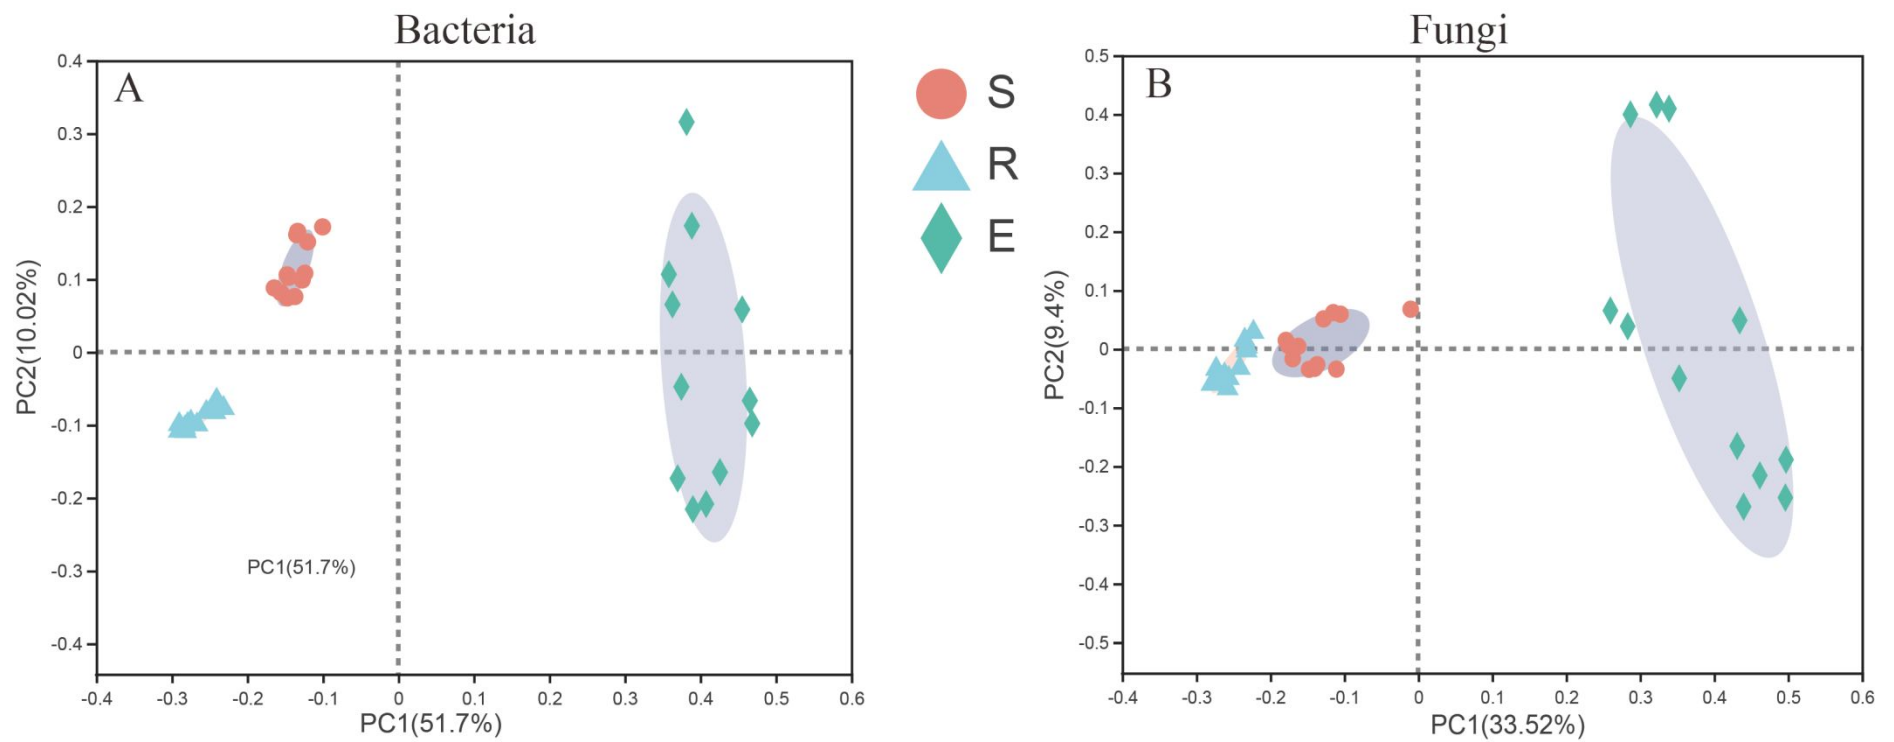 Bacteria
A
0.4
0.3
0.2
0.1
0
-0.1
-0.2
-0.3
-0.4
PC2(10.02%)
PC1(51.7%)
-0.4 -0.3 -0.2 -0.1 0 0.1 0.2 0.3 0.4 0.5 0.6
PC1(51.7%)
S
R
E
Fungi
B
0.5
0.4
0.3
0.2
0.1
0
-0.1
-0.2
-0.3
-0.4
-0.5
PC2(9.4%)
-0.4 -0.3 -0.2 -0.1 0 0.1 0.2 0.3 0.4 0.5 0.6
PC1(33.52%)